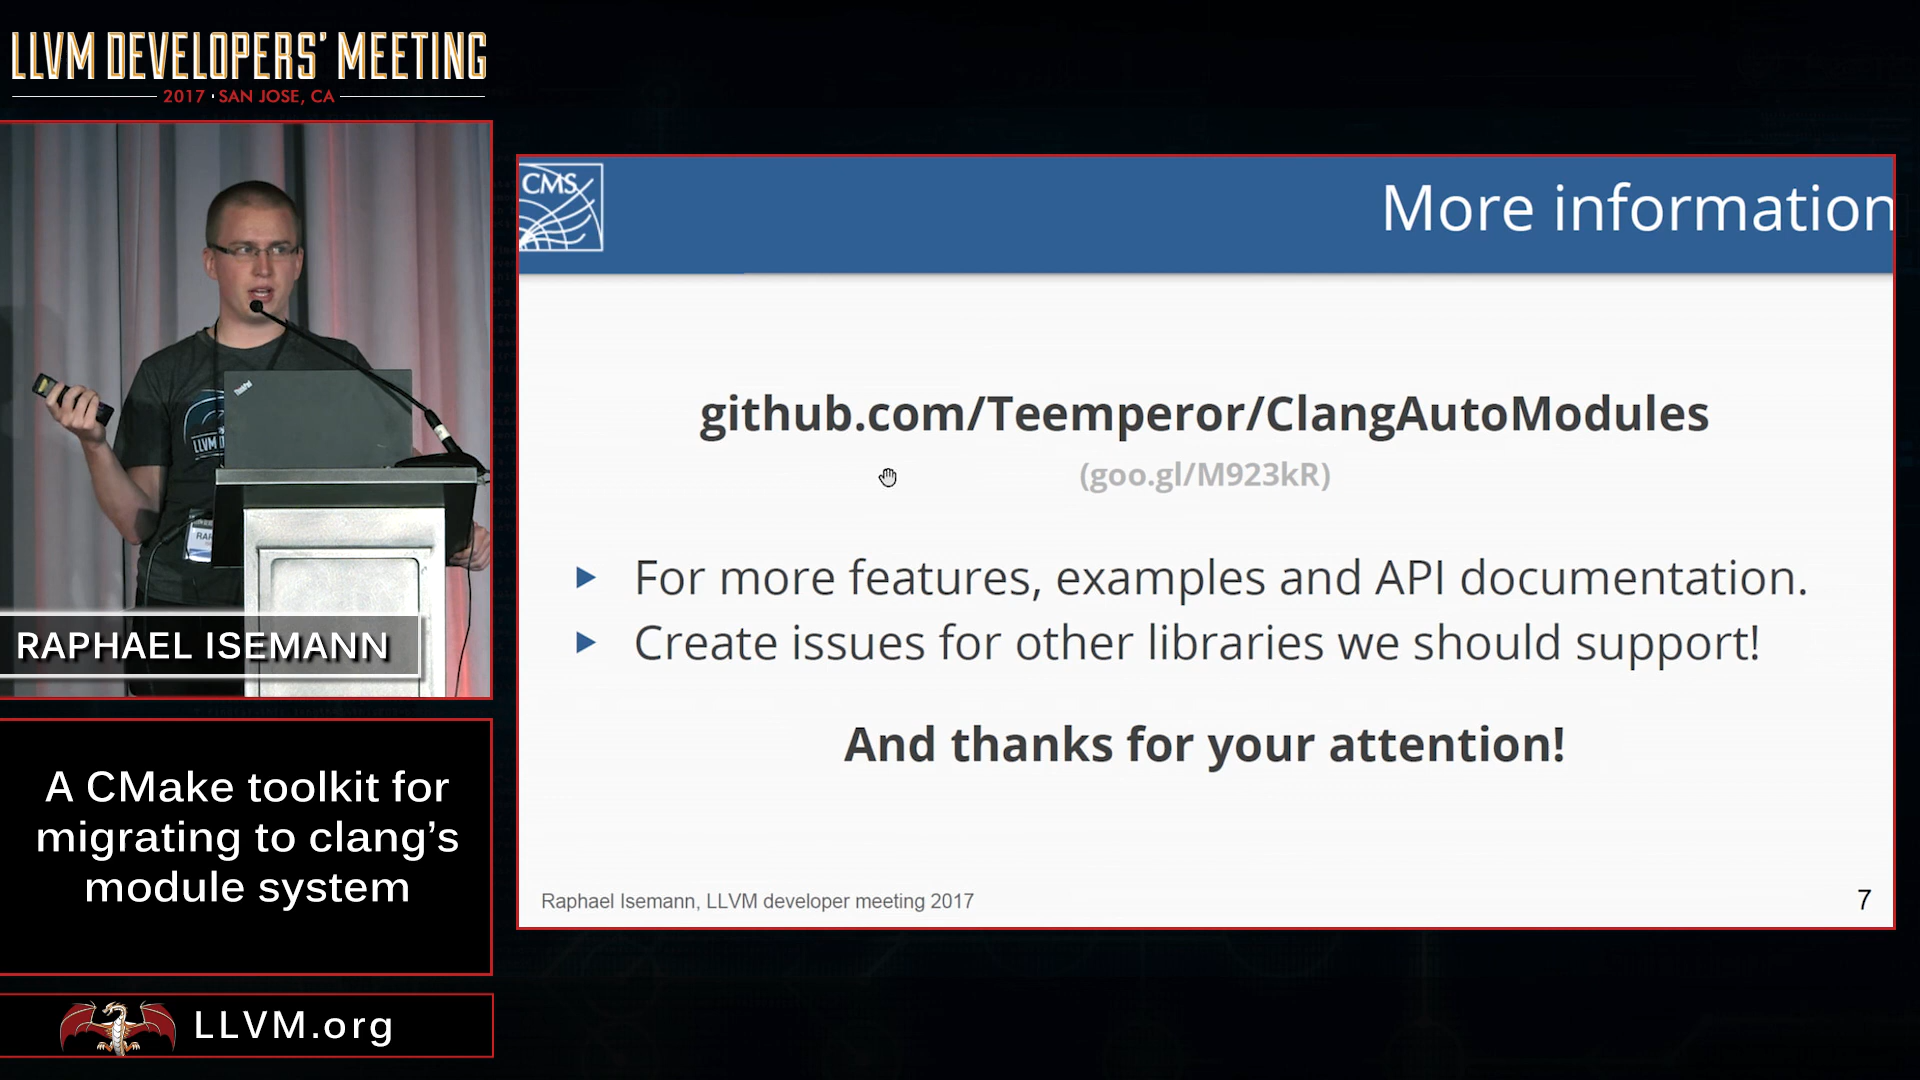 LLVM DEVELOPERS' MEETING
2017 · SAN JOSE, CA
ThinkPad
LLVM D
RAPHAEL ISEMANN
A CMake toolkit for
migrating to clang's
module system
LLVM.org
CMS
More information
github.com/Teemperor/ClangAutoModules
(goo.gl/M923kR)
▶ For more features, examples and API documentation.
▶ Create issues for other libraries we should support!
And thanks for your attention!
Raphael Isemann, LLVM developer meeting 2017
7